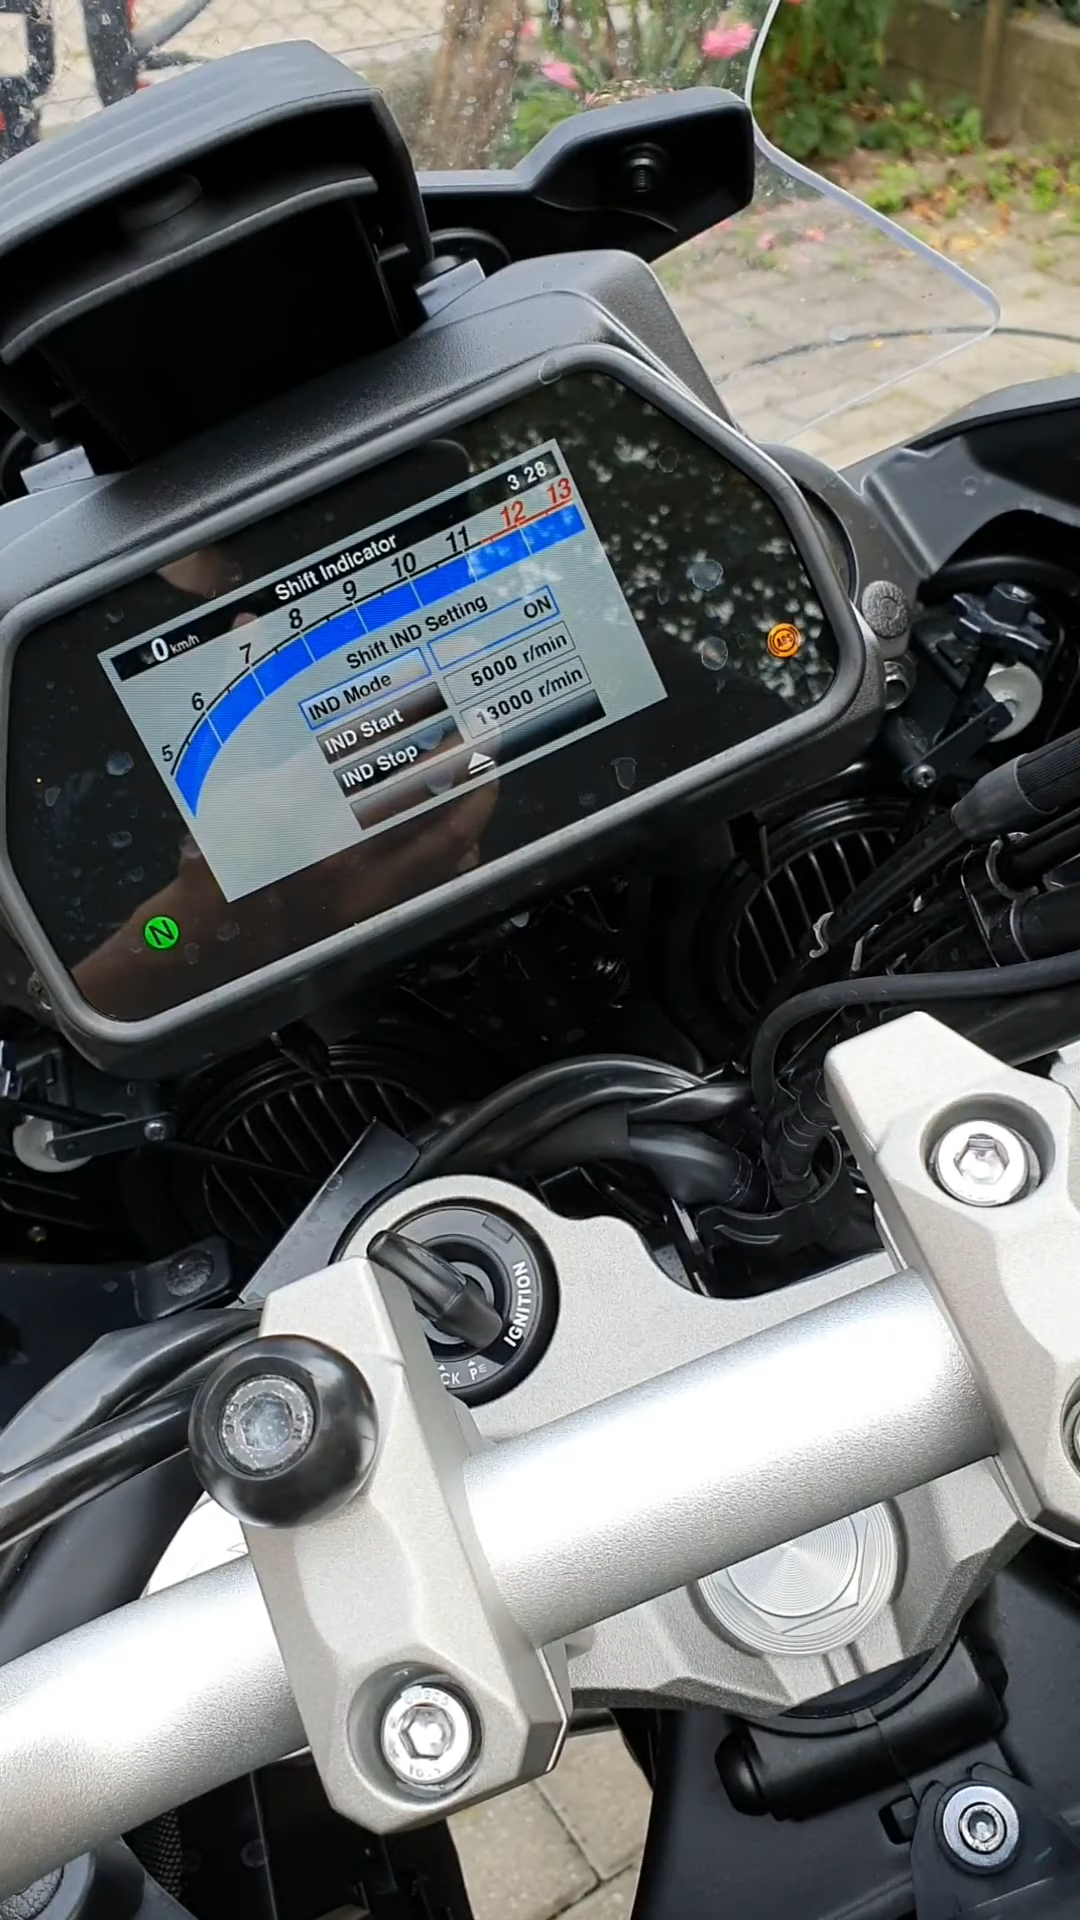 3 28
0 km/h
Shift Indicator
5 6 7 8 9 10 11 12 13
Shift IND Setting
IND Mode ON
IND Start 5000 r/min
IND Stop 13000 r/min
ABS
N
IGNITION
CK P